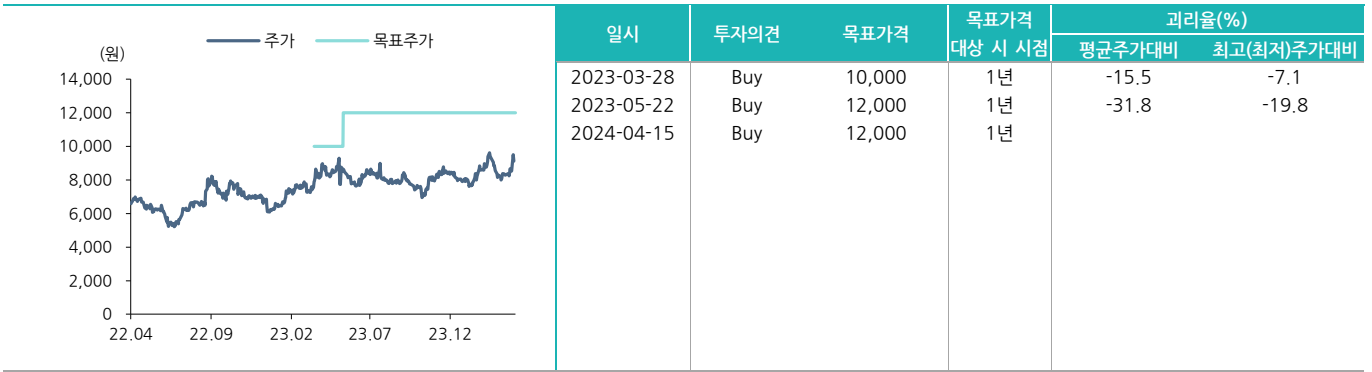 주가 목표주가
(원)
14,000
12,000
10,000
8,000
6,000
4,000
2,000
0
22.04 22.09 23.02 23.07 23.12
일시 투자의견 목표가격 목표가격 대상 시 시점 괴리율(%)
평균주가대비 최고(최저)주가대비
2023-03-28 Buy 10,000 1년 -15.5 -7.1
2023-05-22 Buy 12,000 1년 -31.8 -19.8
2024-04-15 Buy 12,000 1년